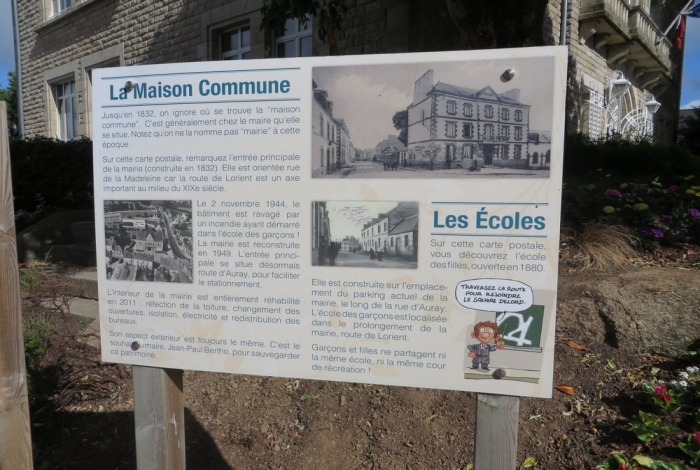 La Maison Commune
Jusqu'en 1832, on ignore où se trouve la "maison
commune". C'est généralement chez le maire qu'elle
se situe. Notez qu'on ne la nomme pas "mairie" à cette
époque.
Sur cette carte postale, remarquez l'entrée principale
de la mairie (construite en 1832). Elle est orientée rue
de la Madeleine car la route de Lorient est un axe
important au milieu du XIXe siècle.
Le 2 novembre 1944, le
bâtiment est ravagé par
un incendie ayant démarré
dans l'école des garçons !
La mairie est reconstruite
en 1949. L'entrée princi-
pale se situe désormais
route d'Auray, pour faciliter
le stationnement.
L'intérieur de la mairie est entièrement réhabilité
en 2011 : réfection de la toiture, changement des
ouvertures, isolation, électricité et redistribution des
bureaux.
Son aspect extérieur est toujours le même. C'est le
souhait du maire, Jean-Paul Bertho, pour sauvegarder
ce patrimoine.
Les Écoles
Sur cette carte postale,
vous découvrez l'école
des filles, ouverte en 1880.
Elle est construite sur l'emplace-
ment du parking actuel de la
mairie, le long de la rue d'Auray.
L'école des garçons est localisée
dans le prolongement de la
mairie, route de Lorient.
Garçons et filles ne partagent ni
la même école, ni la même cour
de récréation !
TRAVERSEZ LA ROUTE
POUR REJOINDRE
LE SQUARE DELORD.